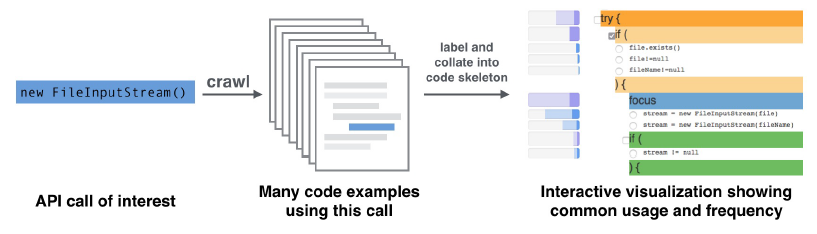 new FileInputStream()
crawl
label and
collate into
code skeleton
try {
if (
file.exists()
file!=null
fileName!=null
) {
focus
stream = new FileInputStream(file)
stream = new FileInputStream(fileName)
if (
stream != null
) {
API call of interest
Many code examples
using this call
Interactive visualization showing
common usage and frequency